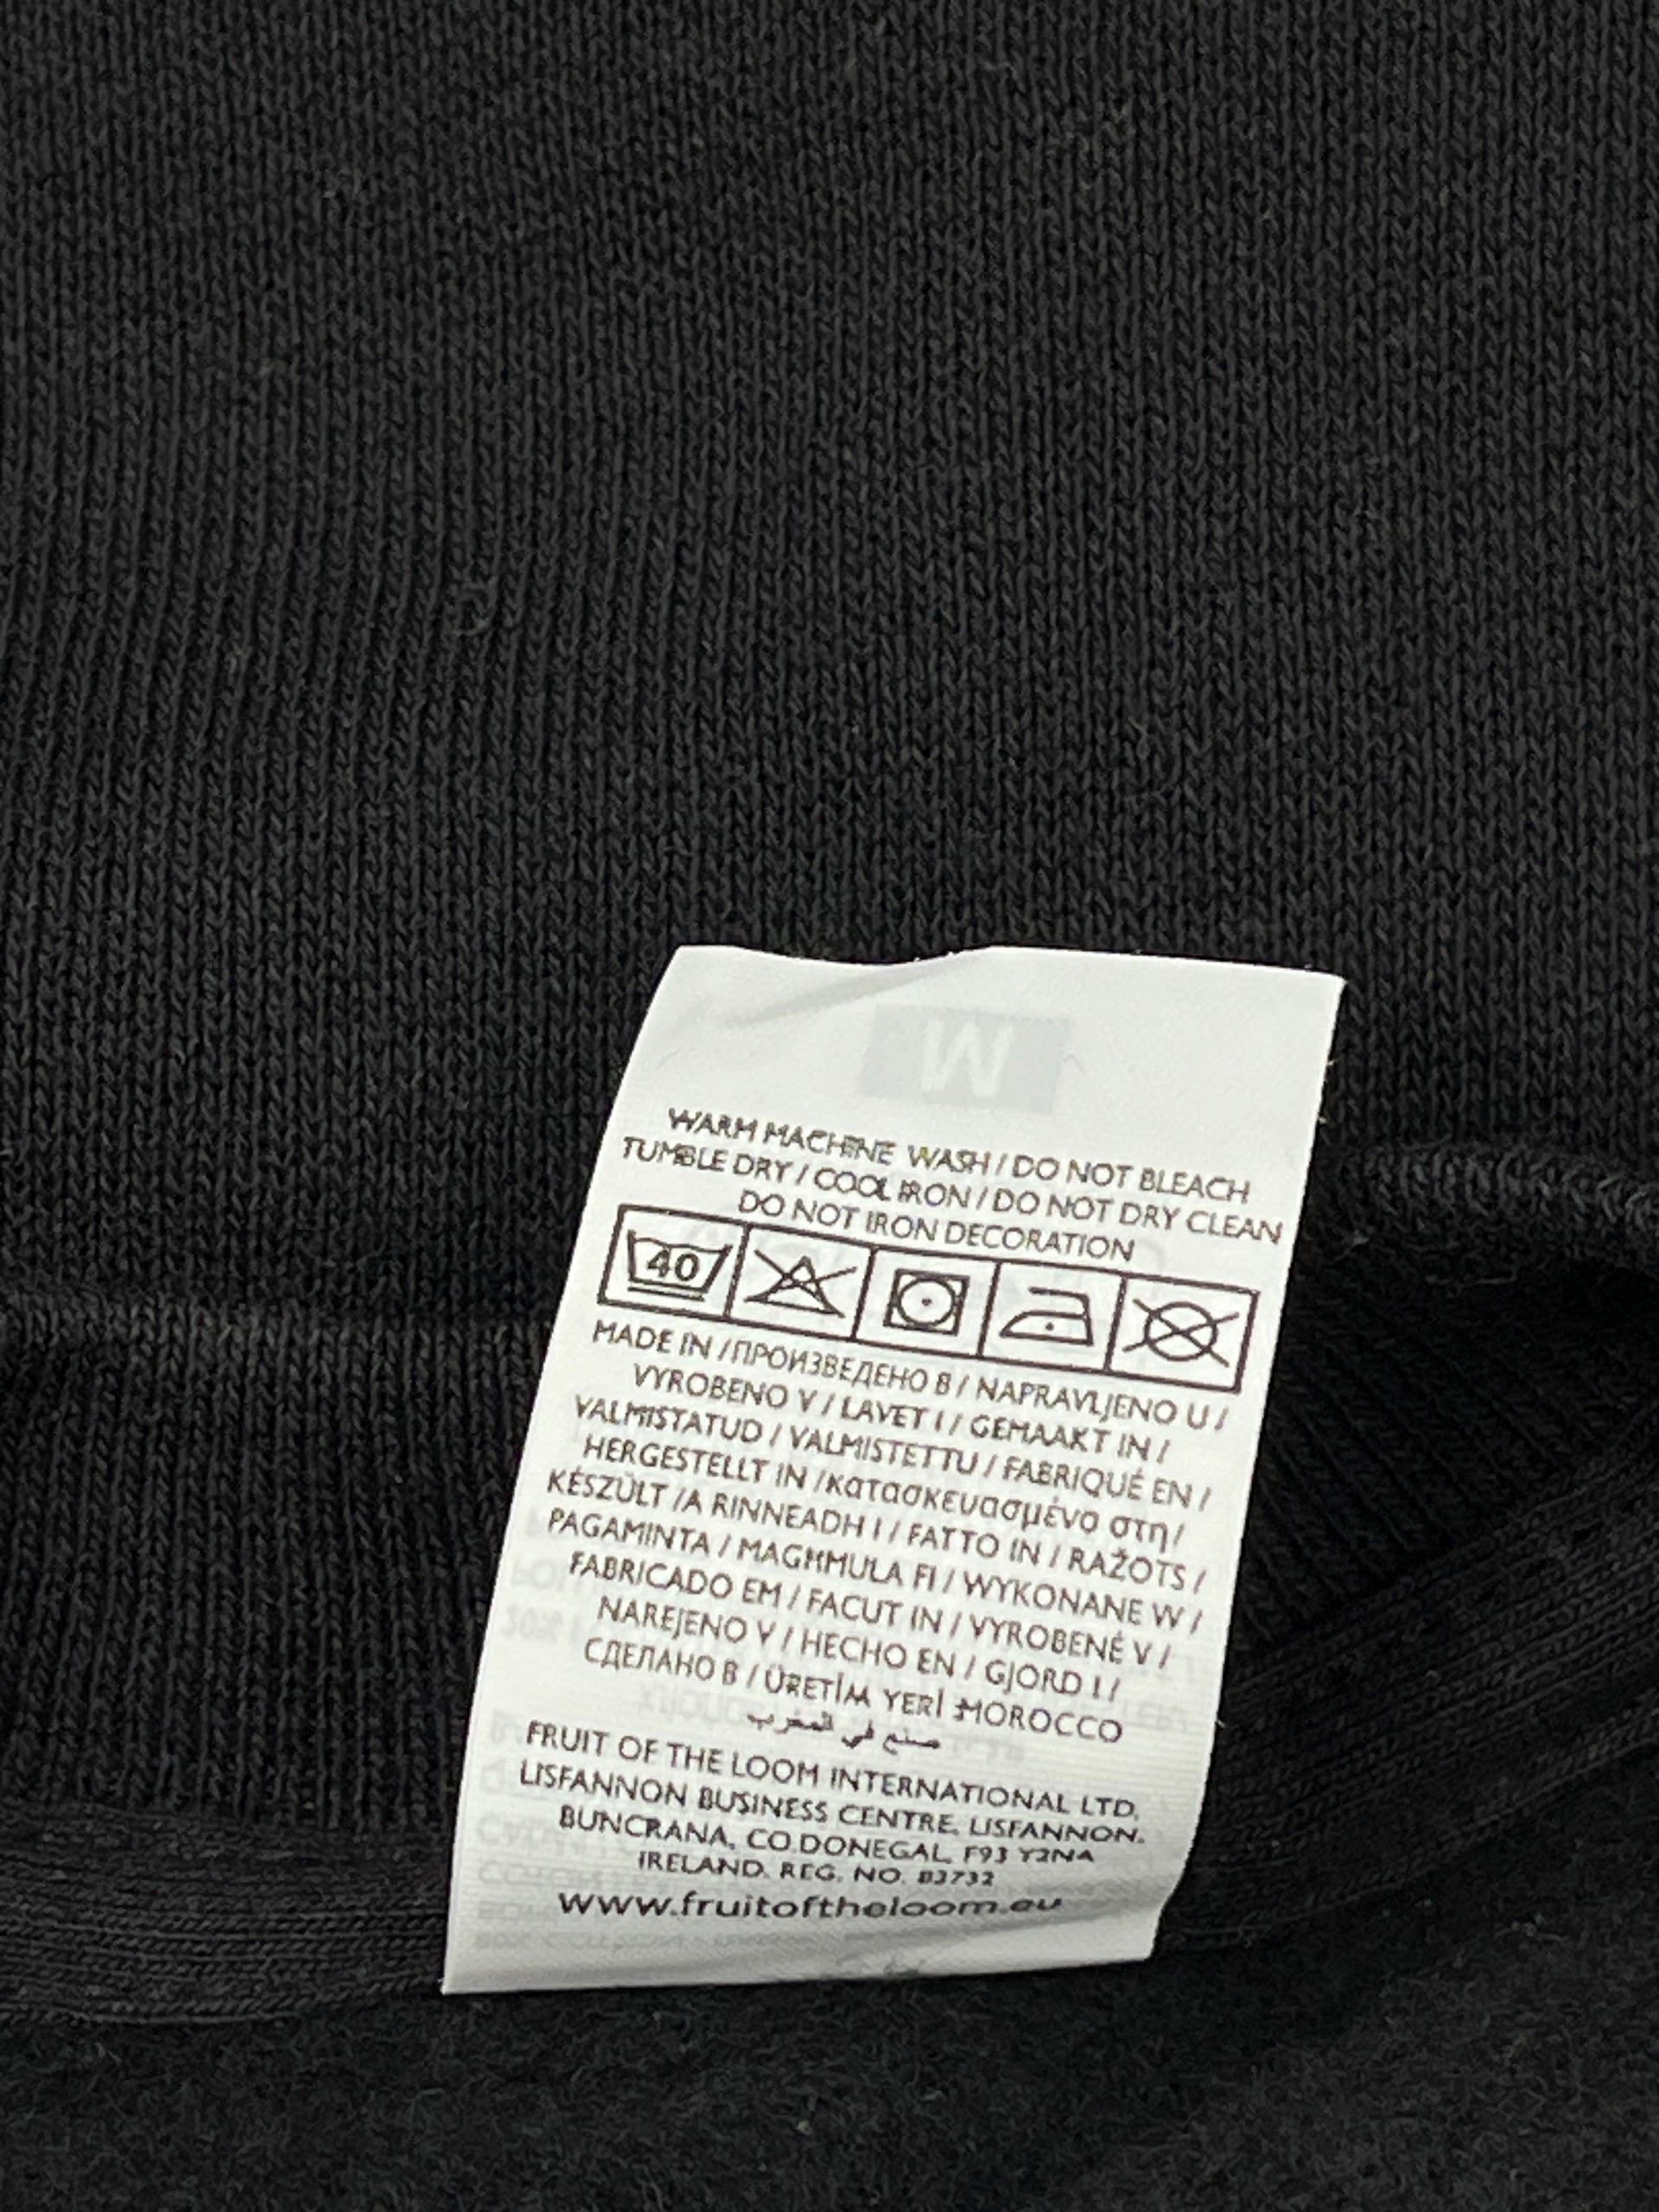 M
WARM MACHINE WASH / DO NOT BLEACH
TUMBLE DRY / COOL IRON / DO NOT DRY CLEAN
DO NOT IRON DECORATION
40
MADE IN / ПРОИЗВЕДЕНО В / NAPRAVLJENO U /
VYROBENO V / LAVET I / GEMAAKT IN /
VALMISTATUD / VALMISTETTU / FABRIQUÉ EN /
HERGESTELLT IN / κατασκευασμένο στη /
KÉSZÜLT / A RINNEADH I / FATTO IN / RAŽOTS /
PAGAMINTA / MAGHMULA FI / WYKONANE W /
FABRICADO EM / FACUT IN / VYROBENÉ V /
NAREJENO V / HECHO EN / GJORD I /
СДЕЛАНО В / ÜRETİM YERİ :MOROCCO
صنع في المغرب
FRUIT OF THE LOOM INTERNATIONAL LTD,
LISFANNON BUSINESS CENTRE, LISFANNON,
BUNCRANA, CO.DONEGAL, F93 Y2NA
IRELAND. REG. NO. 83732
www.fruitoftheloom.eu